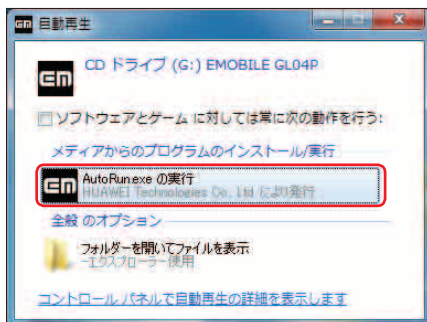 自動再生
CD ドライブ (G:) EMOBILE GL04P
ソフトウェアとゲーム に対しては常に次の動作を行う:
メディアからのプログラムのインストール/実行
AutoRun.exe の実行
HUAWEI Technologies Co., Ltd により発行
全般 のオプション
フォルダーを開いてファイルを表示
-エクスプローラー使用
コントロール パネルで自動再生の詳細を表示します